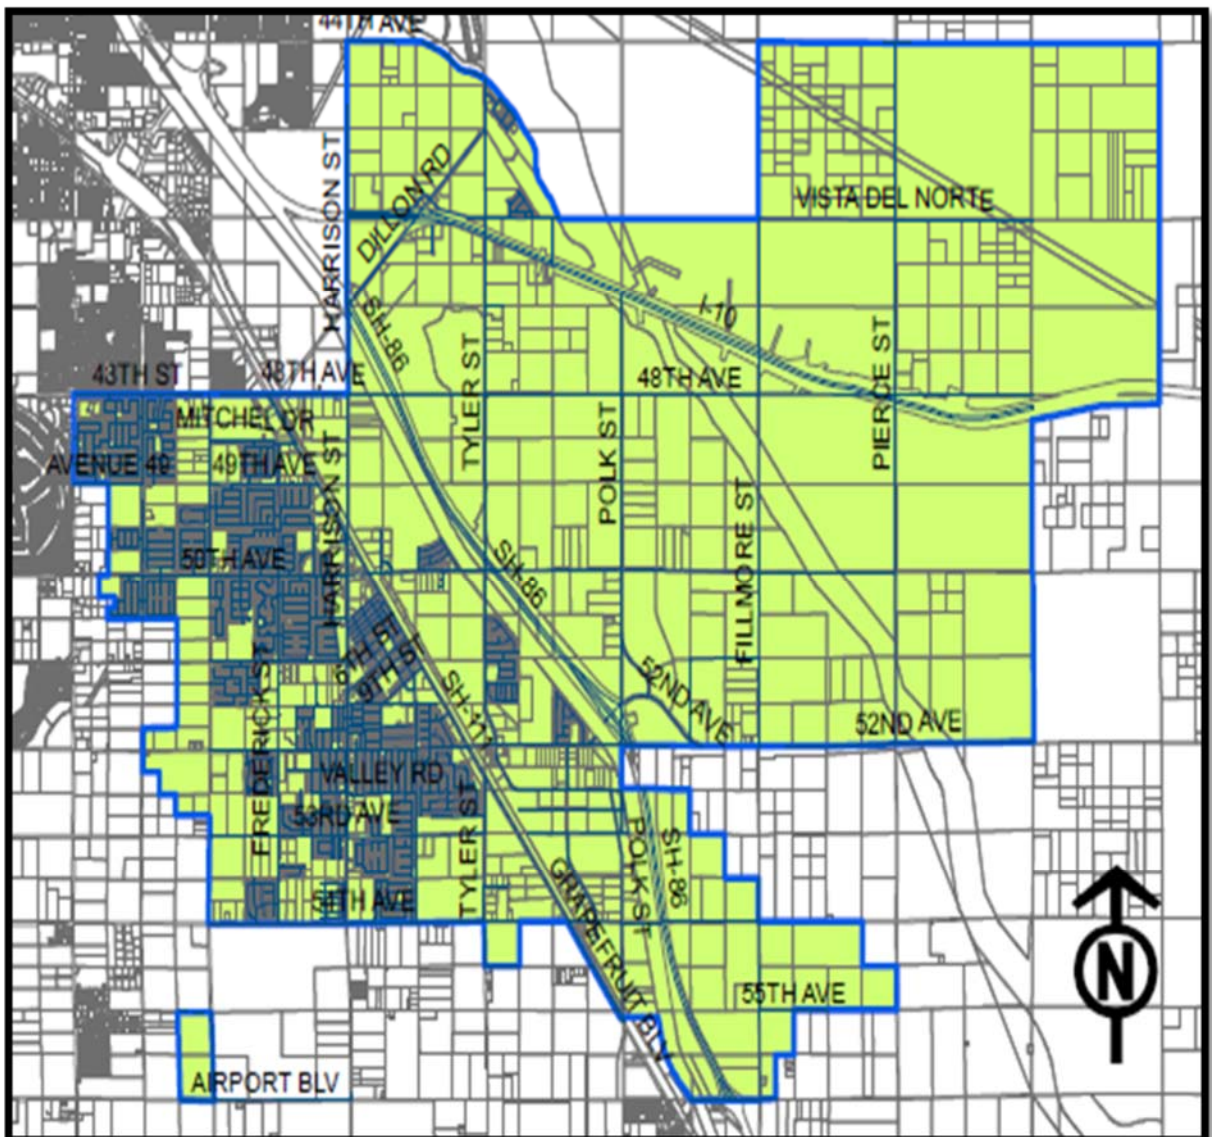 44TH AVE
HARRISON ST
DILLON RD
VISTA DEL NORTE
SH-86
I-10
TYLER ST
PIERCE ST
43TH ST
48TH AVE
48TH AVE
MITCHEL DR
AVENUE 49
49TH AVE
HARRISON ST
POLK ST
FILLMORE ST
50TH AVE
SH-86
6TH ST
9TH ST
SH-111
52ND AVE
52ND AVE
FREDERICK ST
VALLEY RD
53RD AVE
TYLER ST
POLK ST
SH-86
54TH AVE
GRAPEFRUIT BLV
55TH AVE
N
AIRPORT BLV